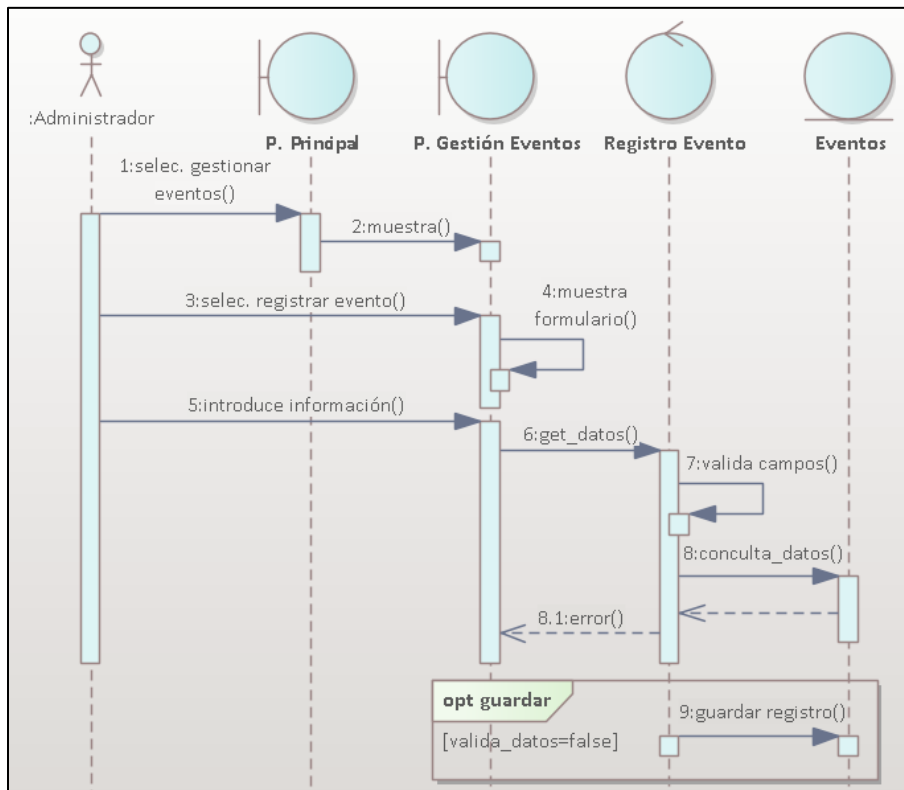 :Administrador
P. Principal
P. Gestión Eventos
Registro Evento
Eventos
1:selec. gestionar
eventos()
2:muestra()
3:selec. registrar evento()
4:muestra
formulario()
5:introduce información()
6:get_datos()
7:valida campos()
8:conculta_datos()
8.1:error()
opt guardar
9:guardar registro()
[valida_datos=false]